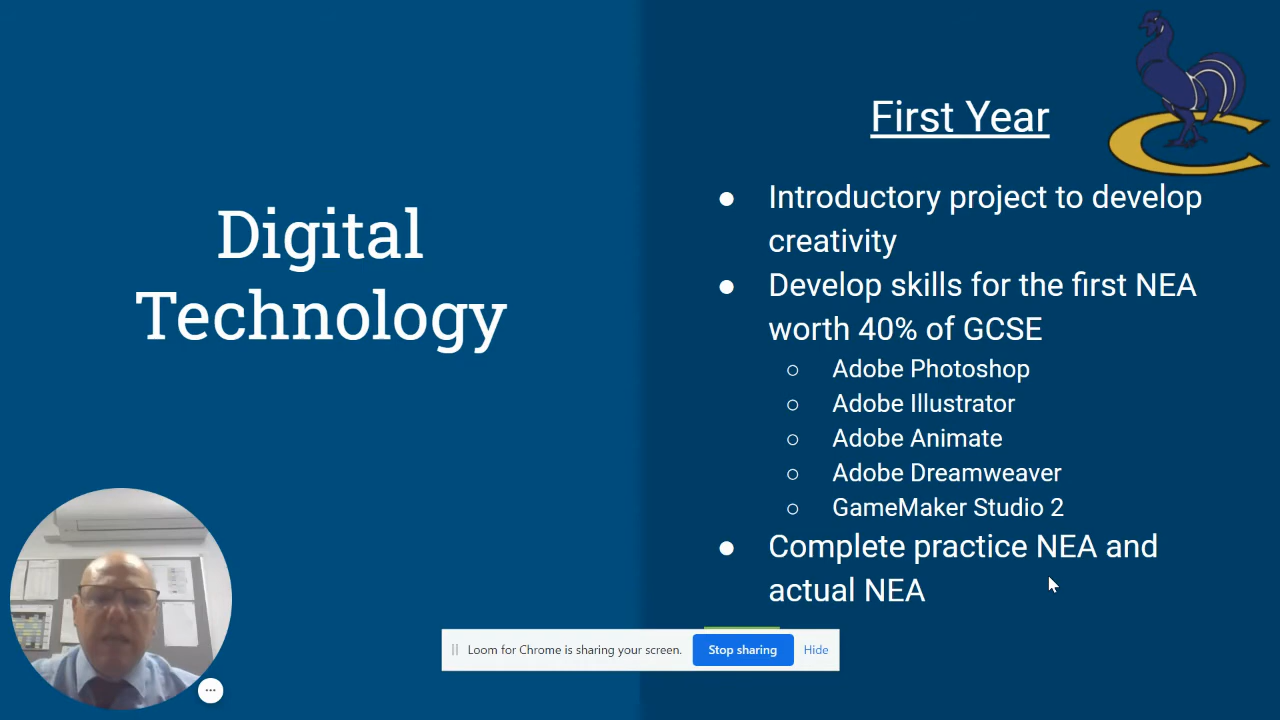 Digital
Technology
First Year
● Introductory project to develop
creativity
● Develop skills for the first NEA
worth 40% of GCSE
○ Adobe Photoshop
○ Adobe Illustrator
○ Adobe Animate
○ Adobe Dreamweaver
○ GameMaker Studio 2
● Complete practice NEA and
actual NEA
Loom for Chrome is sharing your screen. Stop sharing Hide